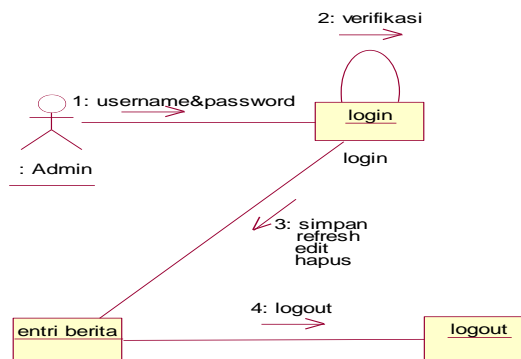 2: verifikasi
1: username&password
login
: Admin
login
3: simpan
refresh
edit
hapus
4: logout
entri berita
logout